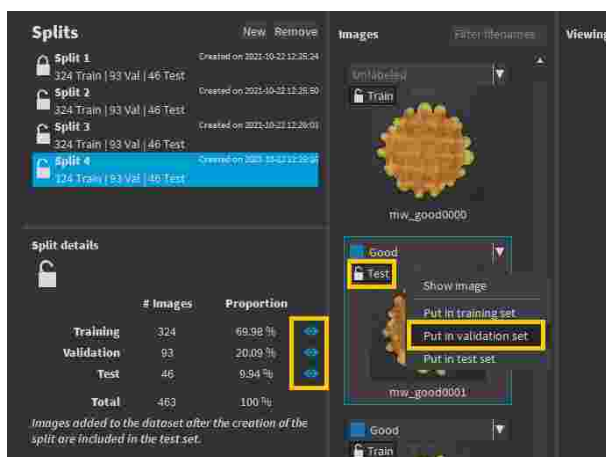 Splits
New Remove
Split 1
Created on 2021-10-22 12:25:24
324 Train | 93 Val | 46 Test
Split 2
Created on 2021-10-22 12:25:50
324 Train | 93 Val | 46 Test
Split 3
Created on 2021-10-22 12:26:03
324 Train | 93 Val | 46 Test
Split 4
Created on 2021-10-22
324 Train | 93 Val | 46 Test
Split details
# Images Proportion
Training 324 69.98 %
Validation 93 20.09 %
Test 46 9.94 %
Total 463 100 %
Images added to the dataset after the creation of the
split are included in the test set.
Images
Filter filenames
Unlabeled
Train
mw_good0000
Good
Test
Show image
Put in training set
Put in validation set
Put in test set
mw_good0001
Good
Train
Viewing